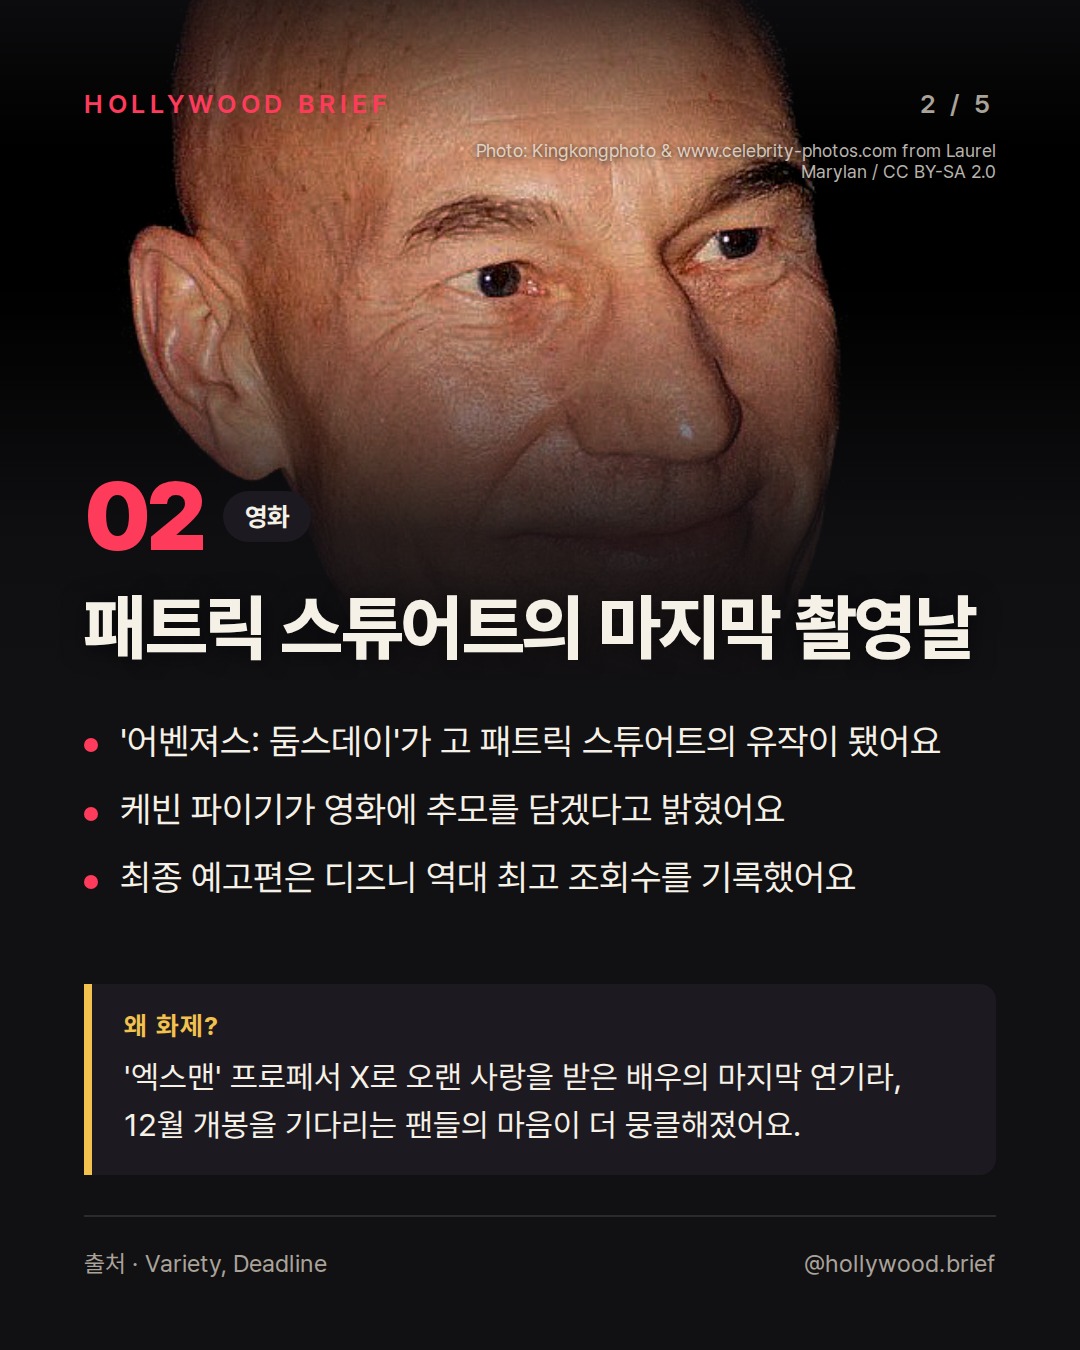 HOLLYWOOD BRIEF
2 / 5
Photo: Kingkongphoto & www.celebrity-photos.com from Laurel
Marylan / CC BY-SA 2.0
02
영화
패트릭 스튜어트의 마지막 촬영날
'어벤져스: 둠스데이'가 고 패트릭 스튜어트의 유작이 됐어요
케빈 파이기가 영화에 추모를 담겠다고 밝혔어요
최종 예고편은 디즈니 역대 최고 조회수를 기록했어요
왜 화제?
'엑스맨' 프로페서 X로 오랜 사랑을 받은 배우의 마지막 연기라,
12월 개봉을 기다리는 팬들의 마음이 더 뭉클해졌어요.
출처 · Variety, Deadline
@hollywood.brief